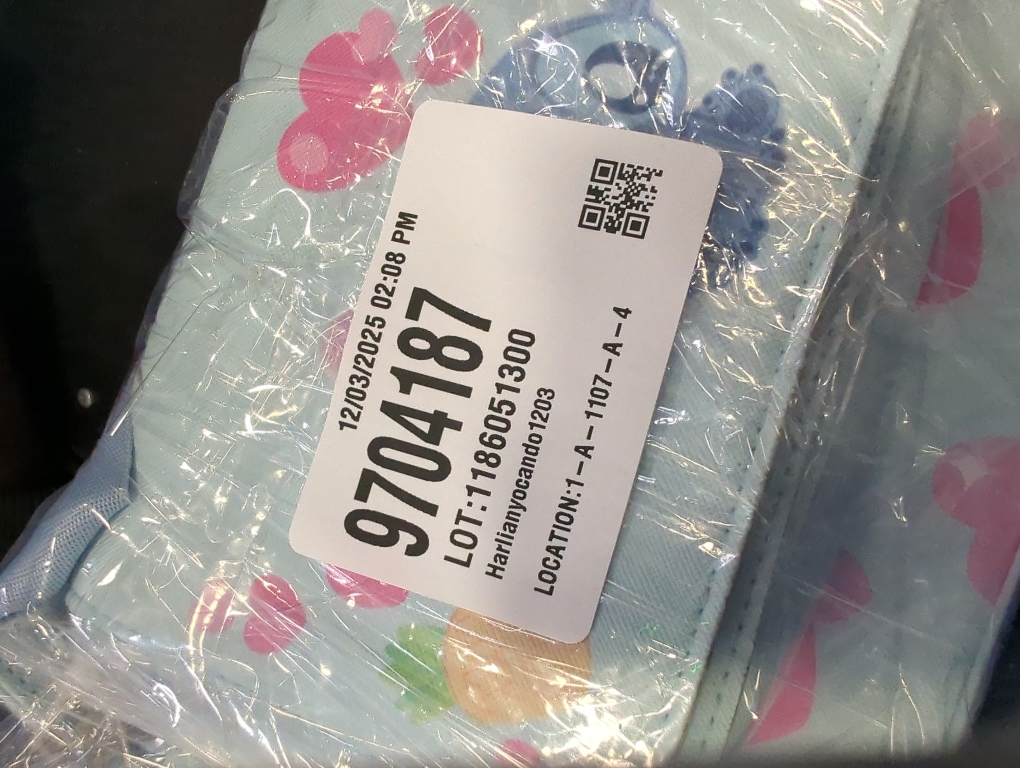 12/03/2025 02:08 PM
9704187
LOT:1186051300
Harlianyocando1203
LOCATION:1-A-1107-A-4